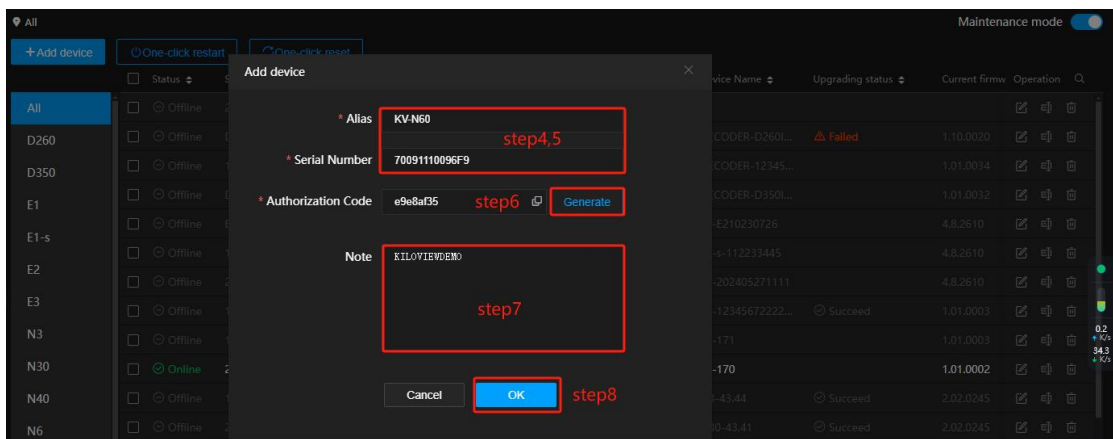 All Maintenance mode
+Add device One-click restart One-click reset
Status Add device vice Name Upgrading status Current firmw Operation
All Offline
* Alias KV-N60
D260 Offline step4,5 CODER-D260I... Failed 1.10.0020
* Serial Number 70091110096F9
D350 Offline CODER-12345... 1.01.0034
E1 Offline * Authorization Code e9e8af35 step6 Generate CODER-D350I... 1.01.0032
E1-s Offline -E210230726 4.8.2610
Note KILOVIEWDEMO
Offline -s-112233445 4.8.2610
E2 Offline -202405271111 4.8.2610
E3 Offline step7 -12345672222... Succeed 1.01.0003
N3 Offline -171 1.01.0003
0.2 K/s
34.3 K/s
N30 Online 2 -170 1.01.0002
N40 Offline Cancel OK step8 -43.44 Succeed 2.02.0245
N6 Offline 0-43.41 Succeed 2.02.0245